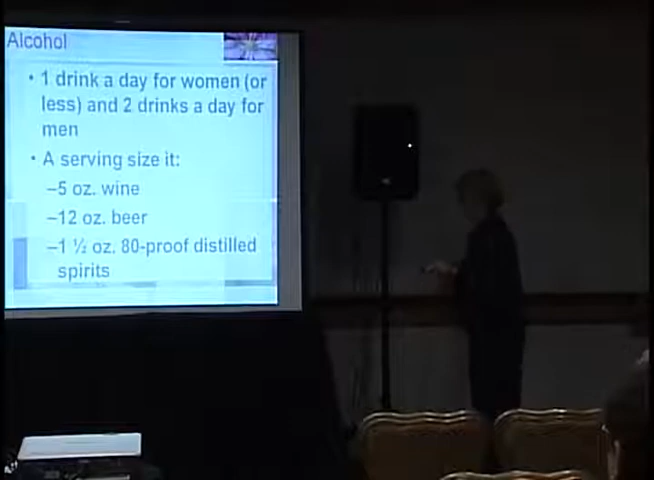 Alcohol
• 1 drink a day for women (or
less) and 2 drinks a day for
men
• A serving size it:
–5 oz. wine
–12 oz. beer
–1 ½ oz. 80-proof distilled
spirits